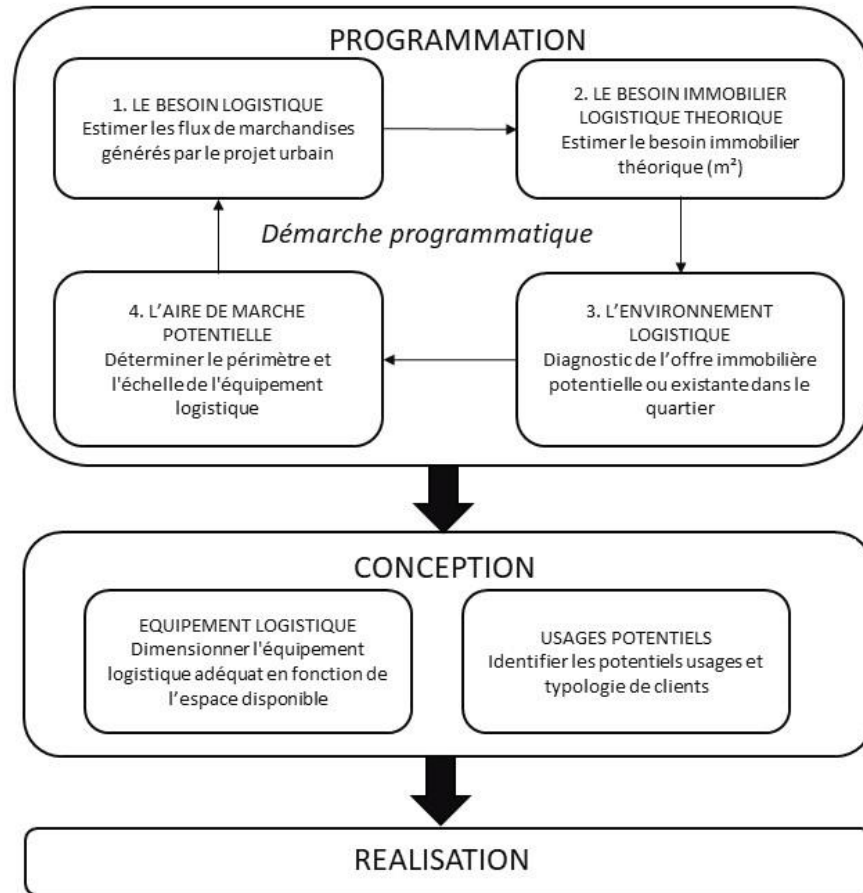 PROGRAMMATION
1. LE BESOIN LOGISTIQUE
Estimer les flux de marchandises
générés par le projet urbain
2. LE BESOIN IMMOBILIER
LOGISTIQUE THEORIQUE
Estimer le besoin immobilier
théorique (m²)
Démarche programmatique
4. L’AIRE DE MARCHE
POTENTIELLE
Déterminer le périmètre et
l'échelle de l'équipement
logistique
3. L’ENVIRONNEMENT
LOGISTIQUE
Diagnostic de l’offre immobilière
potentielle ou existante dans le
quartier
CONCEPTION
EQUIPEMENT LOGISTIQUE
Dimensionner l'équipement
logistique adéquat en fonction de
l’espace disponible
USAGES POTENTIELS
Identifier les potentiels usages et
typologie de clients
REALISATION